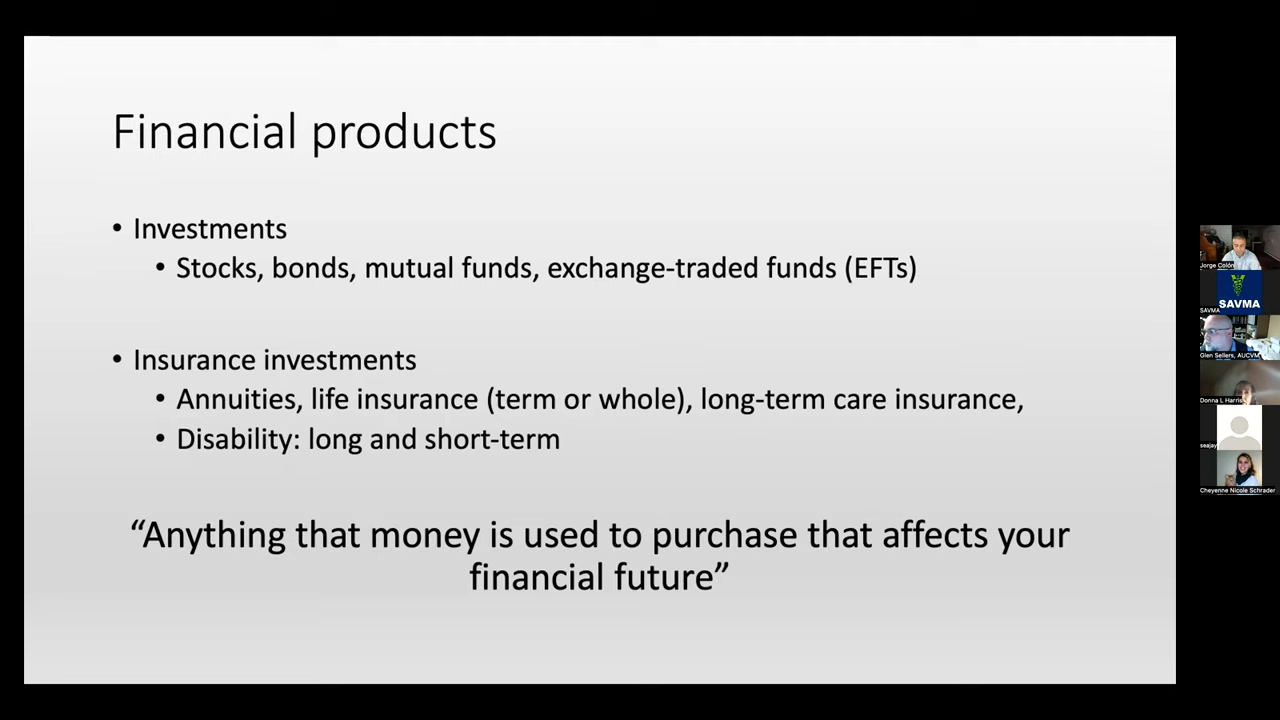 Financial products
• Investments
• Stocks, bonds, mutual funds, exchange-traded funds (EFTs)
• Insurance investments
• Annuities, life insurance (term or whole), long-term care insurance,
• Disability: long and short-term
“Anything that money is used to purchase that affects your
financial future”
Jorge Colón
SAVMA
SAVMA
Glen Sellers, AUCVM
Donna L Harris
seajay
Cheyenne Nicole Schrader